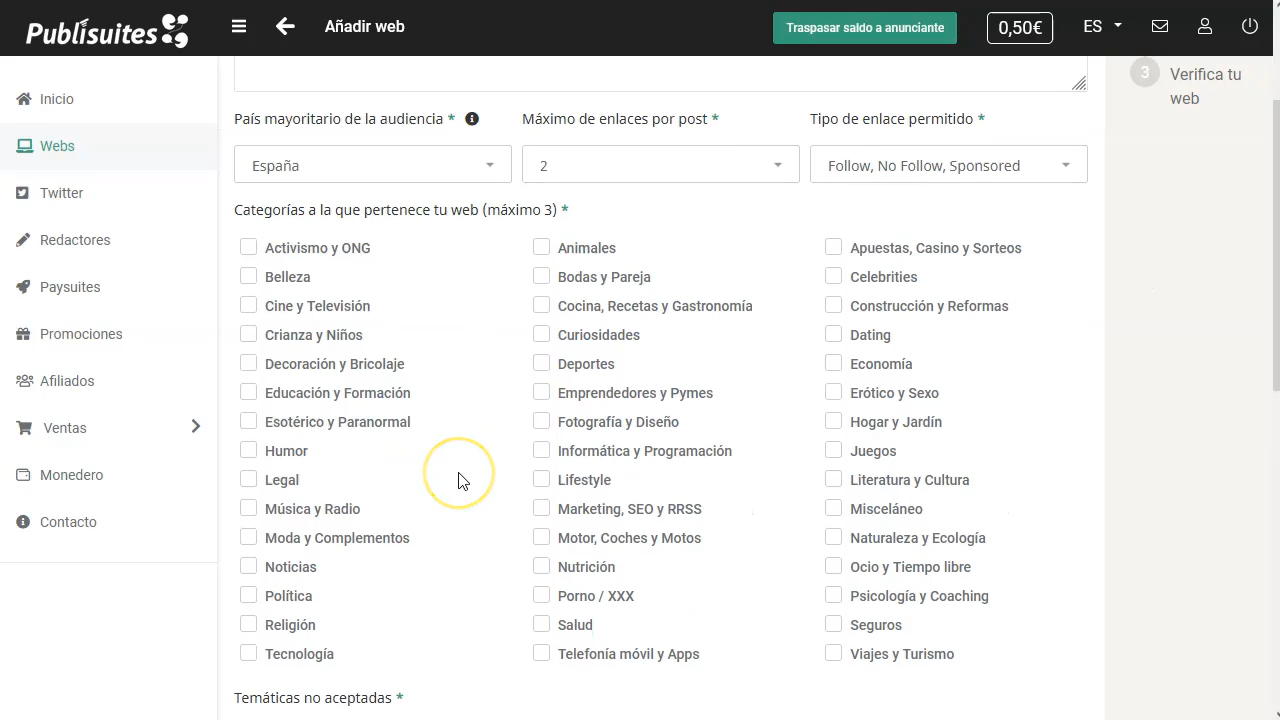 Publisuites
Añadir web
Traspasar saldo a anunciante
0,50€
ES
Inicio
Webs
Twitter
Redactores
Paysuites
Promociones
Afiliados
Ventas
Monedero
Contacto
3 Verifica tu
web
País mayoritario de la audiencia *
Máximo de enlaces por post *
Tipo de enlace permitido *
España
2
Follow, No Follow, Sponsored
Categorías a la que pertenece tu web (máximo 3) *
Activismo y ONG
Animales
Apuestas, Casino y Sorteos
Belleza
Bodas y Pareja
Celebrities
Cine y Televisión
Cocina, Recetas y Gastronomía
Construcción y Reformas
Crianza y Niños
Curiosidades
Dating
Decoración y Bricolaje
Deportes
Economía
Educación y Formación
Emprendedores y Pymes
Erótico y Sexo
Esotérico y Paranormal
Fotografía y Diseño
Hogar y Jardín
Humor
Informática y Programación
Juegos
Legal
Lifestyle
Literatura y Cultura
Música y Radio
Marketing, SEO y RRSS
Misceláneo
Moda y Complementos
Motor, Coches y Motos
Naturaleza y Ecología
Noticias
Nutrición
Ocio y Tiempo libre
Política
Porno / XXX
Psicología y Coaching
Religión
Salud
Seguros
Tecnología
Telefonía móvil y Apps
Viajes y Turismo
Temáticas no aceptadas *